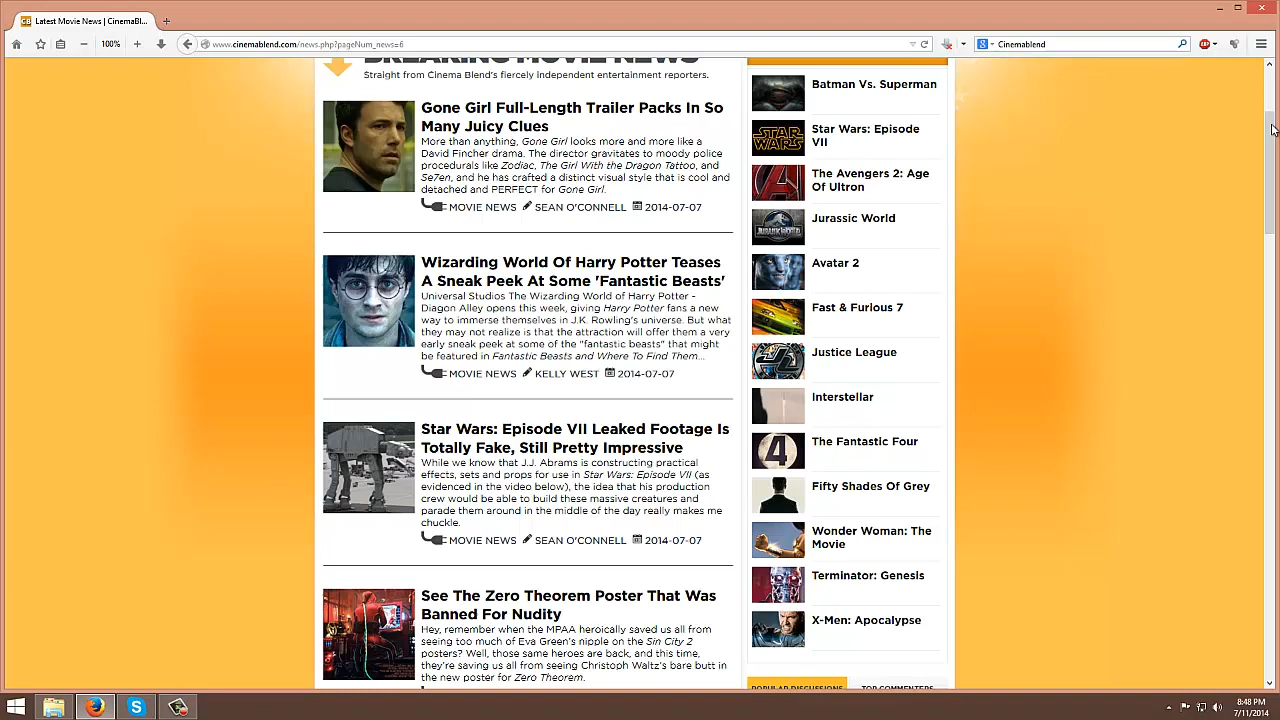 Latest Movie News | CinemaBl...
100%
www.cinemablend.com/news.php?pageNum_news=6
Cinemablend
BREAKING MOVIE NEWS
Straight from Cinema Blend's fiercely independent entertainment reporters.
Gone Girl Full-Length Trailer Packs In So
Many Juicy Clues
More than anything, Gone Girl looks more and more like a
David Fincher drama. The director gravitates to moody police
procedurals like Zodiac, The Girl With the Dragon Tattoo, and
Se7en, and he has crafted a distinct visual style that is cool and
detached and PERFECT for Gone Girl.
MOVIE NEWS SEAN O'CONNELL 2014-07-07
Wizarding World Of Harry Potter Teases
A Sneak Peek At Some 'Fantastic Beasts'
Universal Studios The Wizarding World of Harry Potter -
Diagon Alley opens this week, giving Harry Potter fans a new
way to immerse themselves in J.K. Rowling's universe. But what
they may not realize is that the attraction will offer them a very
early sneak peek at some of the "fantastic beasts" that might
be featured in Fantastic Beasts and Where To Find Them...
MOVIE NEWS KELLY WEST 2014-07-07
Star Wars: Episode VII Leaked Footage Is
Totally Fake, Still Pretty Impressive
While we know that J.J. Abrams is constructing practical
effects, sets and props for use in Star Wars: Episode VII (as
evidenced in the video below), the idea that his production
crew would be able to build these massive creatures and
parade them around in the middle of the day really makes me
chuckle.
MOVIE NEWS SEAN O'CONNELL 2014-07-07
See The Zero Theorem Poster That Was
Banned For Nudity
Hey, remember when the MPAA heroically saved us all from
seeing too much of Eva Green's nipple on the Sin City 2
posters? Well, those same heroes are back, and this time,
they're saving us all from seeing Christoph Waltz's bare butt in
the new poster for Zero Theorem.
Batman Vs. Superman
STAR
WARS
Star Wars: Episode
VII
The Avengers 2: Age
Of Ultron
JURASSIC WORLD
Jurassic World
Avatar 2
Fast & Furious 7
Justice League
Interstellar
4
The Fantastic Four
Fifty Shades Of Grey
Wonder Woman: The
Movie
Terminator: Genesis
X-Men: Apocalypse
POPULAR DISCUSSIONS
TOP COMMENTERS
8:48 PM
7/11/2014